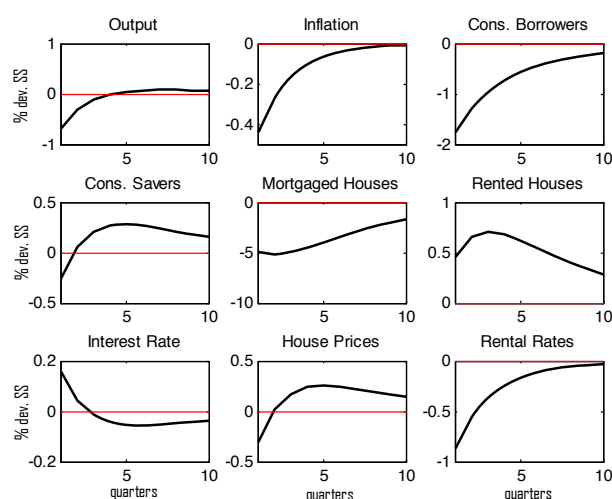 Output Inflation Cons. Borrowers
% dev. SS
1 0 -1
5 10
0 -0.2 -0.4
5 10
0 -1 -2
5 10
Cons. Savers Mortgaged Houses Rented Houses
% dev. SS
0.5 0 -0.5
5 10
0 -5 -10
5 10
1 0.5 0
5 10
Interest Rate House Prices Rental Rates
% dev. SS
0.2 0 -0.2
5 10
quarters
0.5 0 -0.5
5 10
quarters
0 -0.5 -1
5 10
quarters